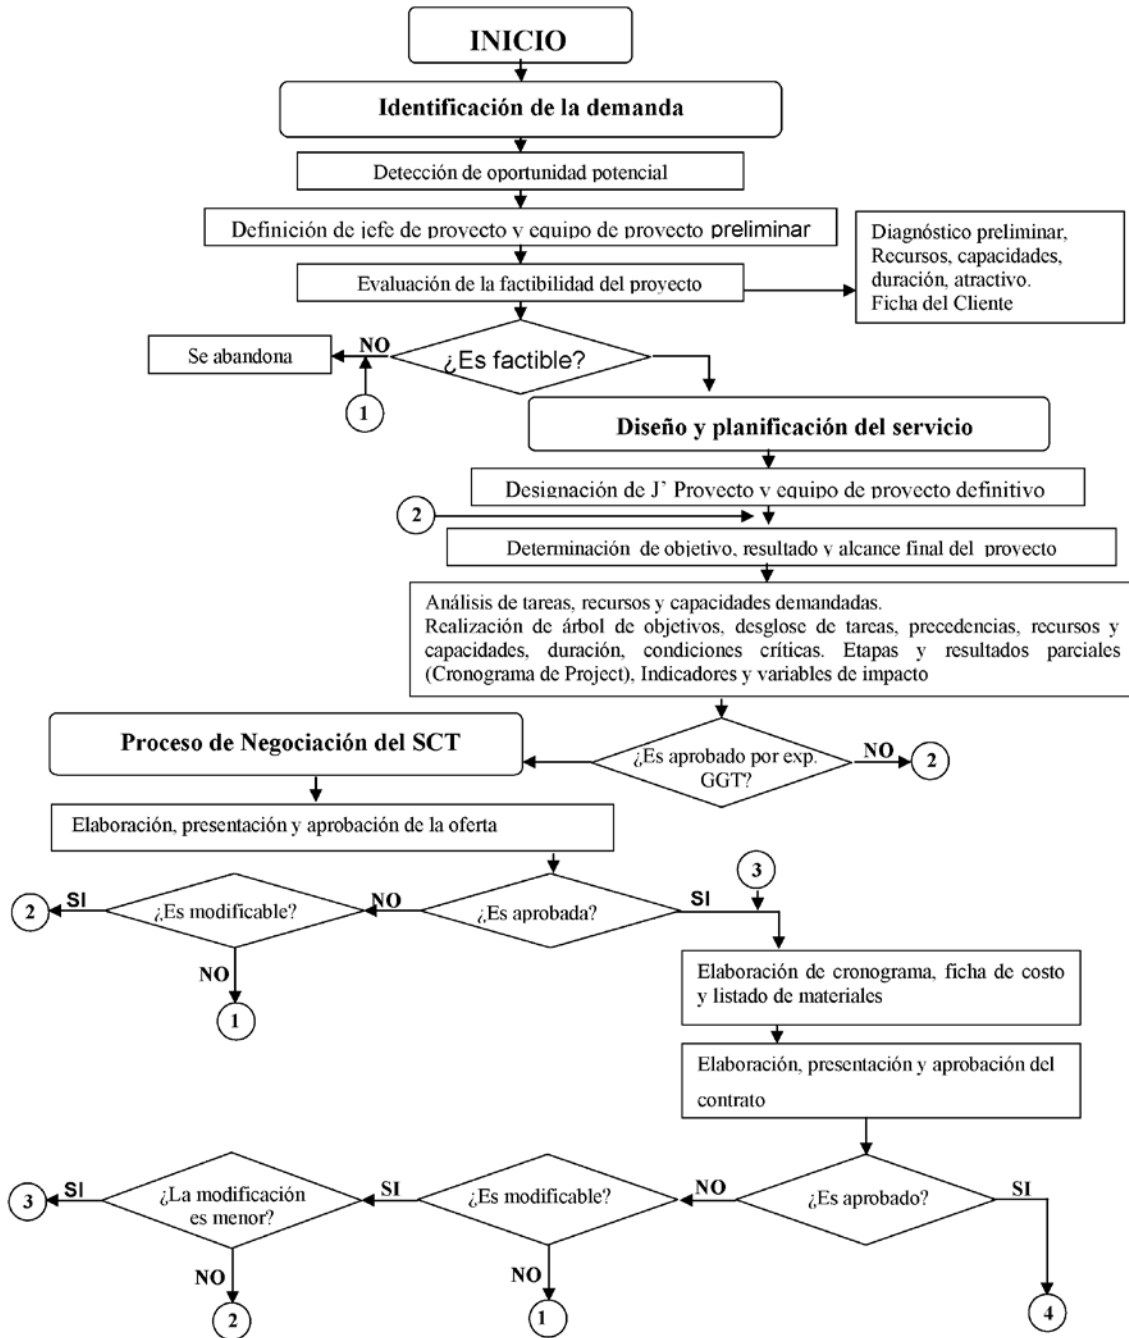 INICIO
Identificación de la demanda
Detección de oportunidad potencial
Definición de jefe de proyecto y equipo de proyecto preliminar
Evaluación de la factibilidad del proyecto
Diagnóstico preliminar,
Recursos, capacidades,
duración, atractivo.
Ficha del Cliente
Se abandona
NO
¿Es factible?
1
Diseño y planificación del servicio
Designación de J’ Proyecto y equipo de proyecto definitivo
2
Determinación de objetivo, resultado y alcance final del proyecto
Análisis de tareas, recursos y capacidades demandadas.
Realización de árbol de objetivos, desglose de tareas, precedencias, recursos y
capacidades, duración, condiciones críticas. Etapas y resultados parciales
(Cronograma de Project), Indicadores y variables de impacto
Proceso de Negociación del SCT
¿Es aprobado por exp.
GGT?
NO
2
Elaboración, presentación y aprobación de la oferta
3
2
SI
¿Es modificable?
NO
¿Es aprobada?
SI
NO
1
Elaboración de cronograma, ficha de costo
y listado de materiales
Elaboración, presentación y aprobación del
contrato
3
SI
¿La modificación
es menor?
SI
¿Es modificable?
NO
¿Es aprobado?
SI
NO
2
NO
1
4